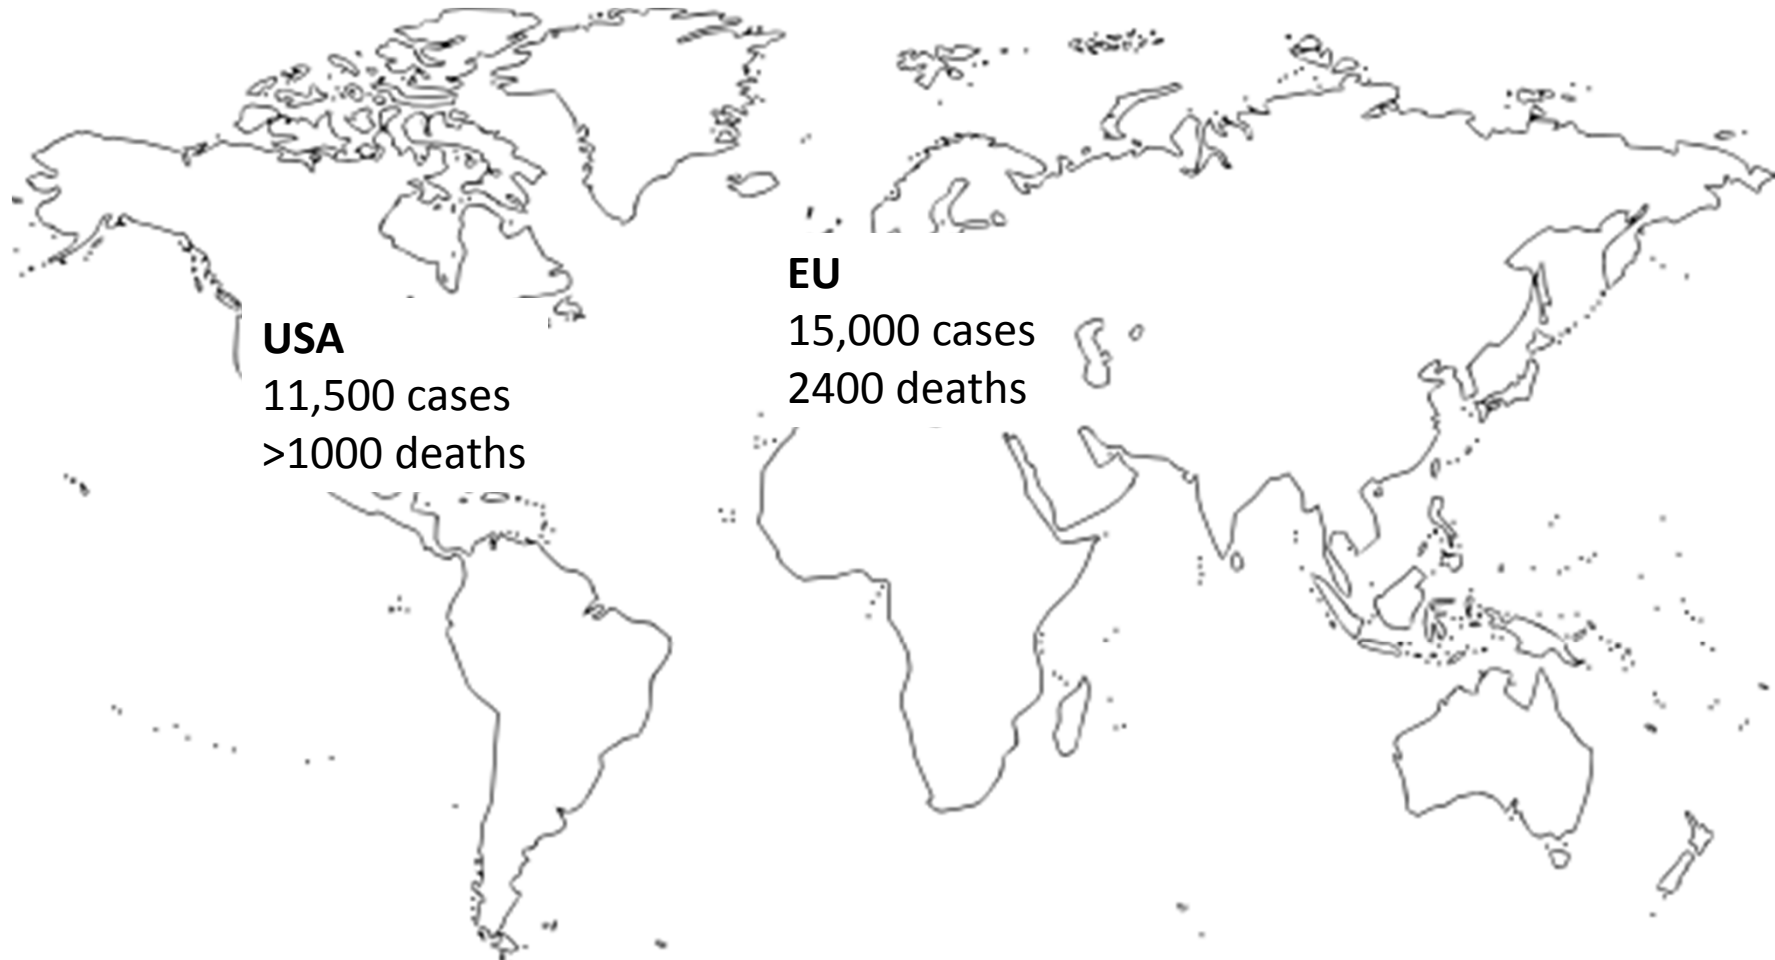 USA
11,500 cases
>1000 deaths
EU
15,000 cases
2400 deaths